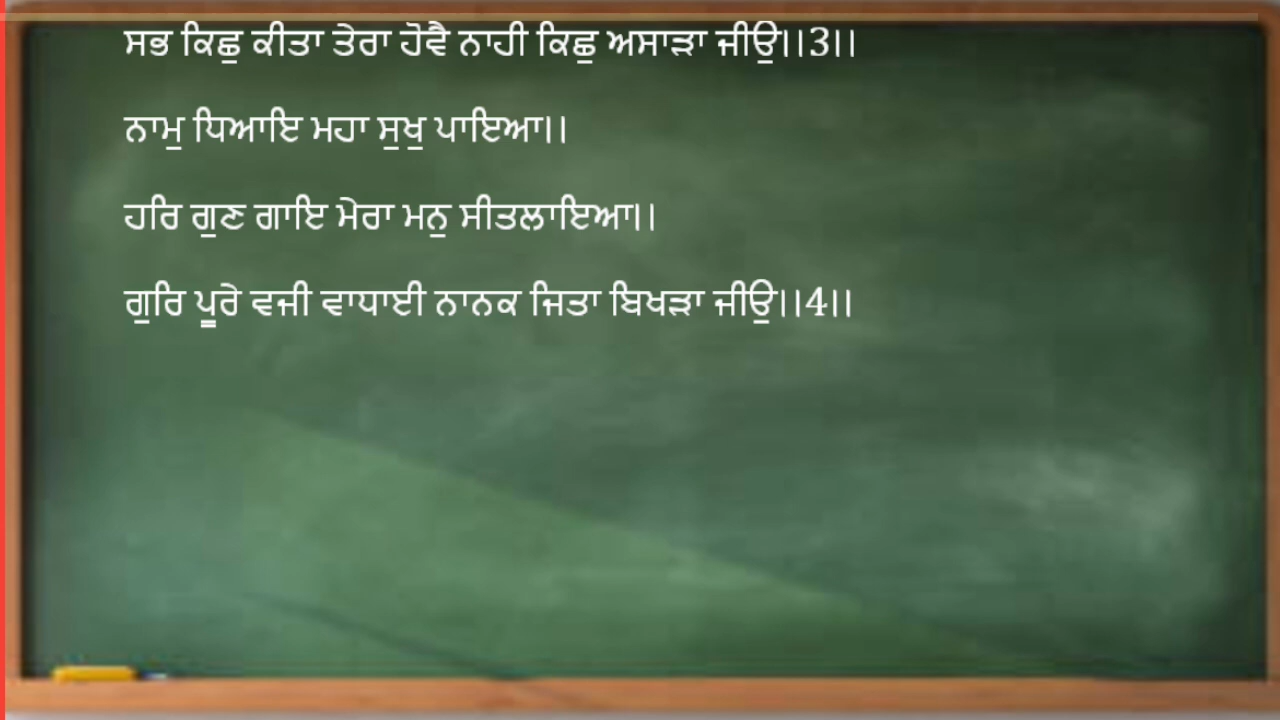 ਸਭ ਕਿਛੁ ਕੀਤਾ ਤੇਰਾ ਹੋਵੈ ਨਾਹੀ ਕਿਛੁ ਅਸਾੜਾ ਜੀਉ।।3।।
ਨਾਮੁ ਧਿਆਇ ਮਹਾ ਸੁਖੁ ਪਾਇਆ।।
ਹਰਿ ਗੁਣ ਗਾਇ ਮੇਰਾ ਮਨੁ ਸੀਤਲਾਇਆ।।
ਗੁਰਿ ਪੂਰੇ ਵਜੀ ਵਾਧਾਈ ਨਾਨਕ ਜਿਤਾ ਬਿਖੜਾ ਜੀਉ।।4।।